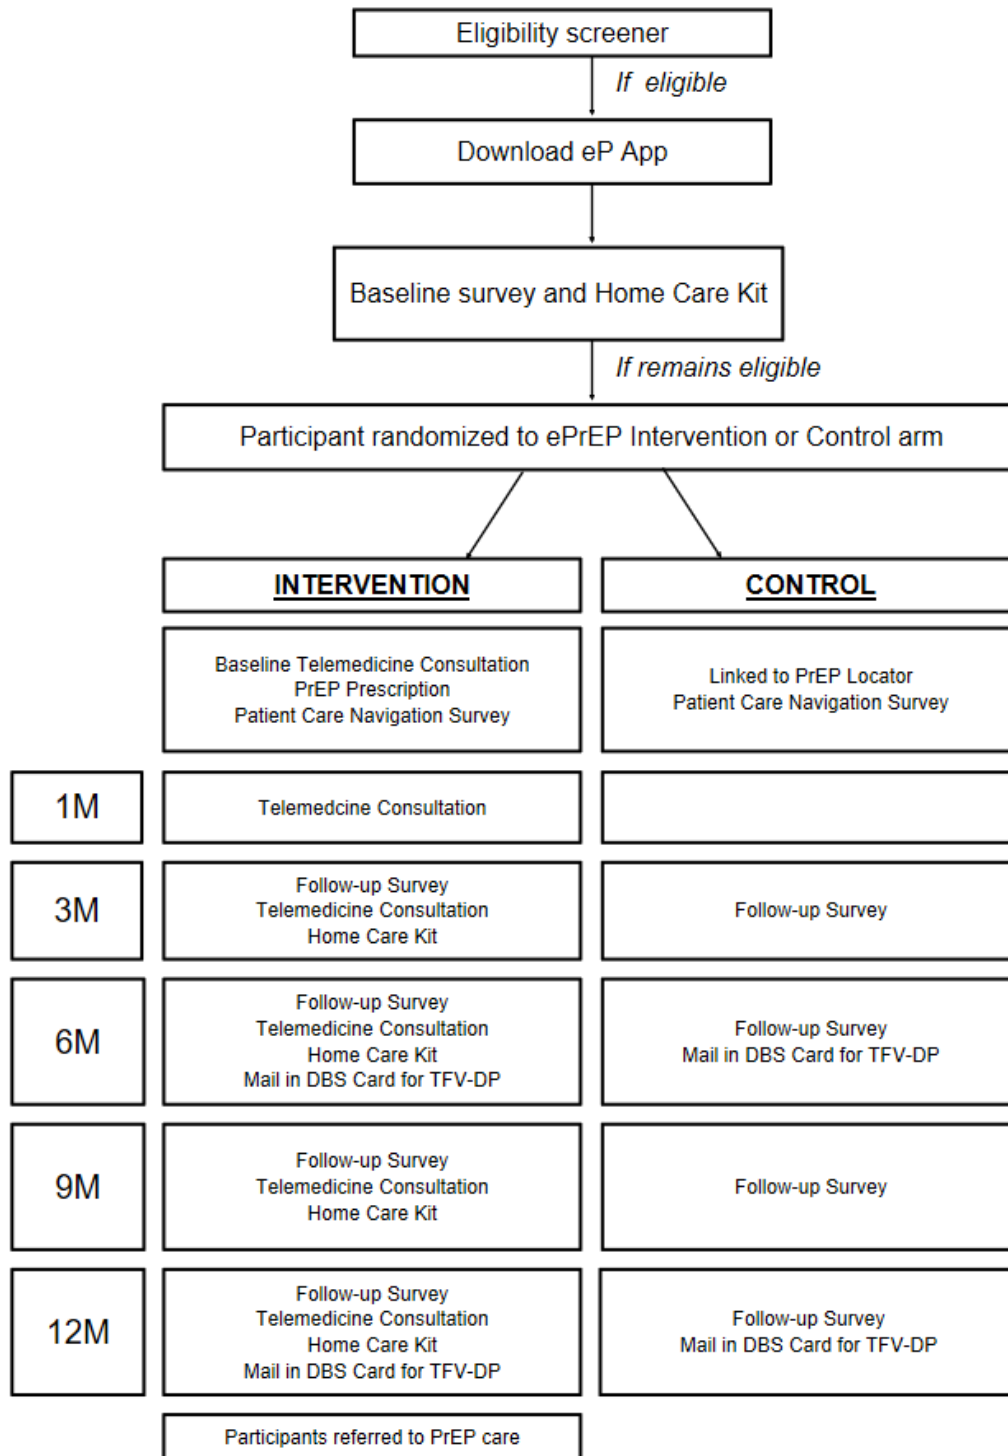 Eligibility screener
If eligible
Download eP App
Baseline survey and Home Care Kit
If remains eligible
Participant randomized to ePrEP Intervention or Control arm
INTERVENTION
CONTROL
Baseline Telemedicine Consultation
PrEP Prescription
Patient Care Navigation Survey
Linked to PrEP Locator
Patient Care Navigation Survey
1M
Telemedcine Consultation
3M
Follow-up Survey
Telemedicine Consultation
Home Care Kit
Follow-up Survey
6M
Follow-up Survey
Telemedicine Consultation
Home Care Kit
Mail in DBS Card for TFV-DP
Follow-up Survey
Mail in DBS Card for TFV-DP
9M
Follow-up Survey
Telemedicine Consultation
Home Care Kit
Follow-up Survey
12M
Follow-up Survey
Telemedicine Consultation
Home Care Kit
Mail in DBS Card for TFV-DP
Follow-up Survey
Mail in DBS Card for TFV-DP
Participants referred to PrEP care